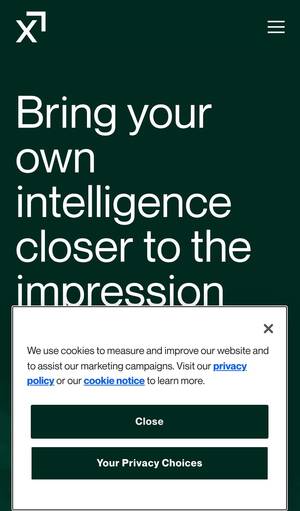 Bring your
own
intelligence
closer to the
impression
We use cookies to measure and improve our website and
to assist our marketing campaigns. Visit our privacy
policy or our cookie notice to learn more.
Close
Your Privacy Choices